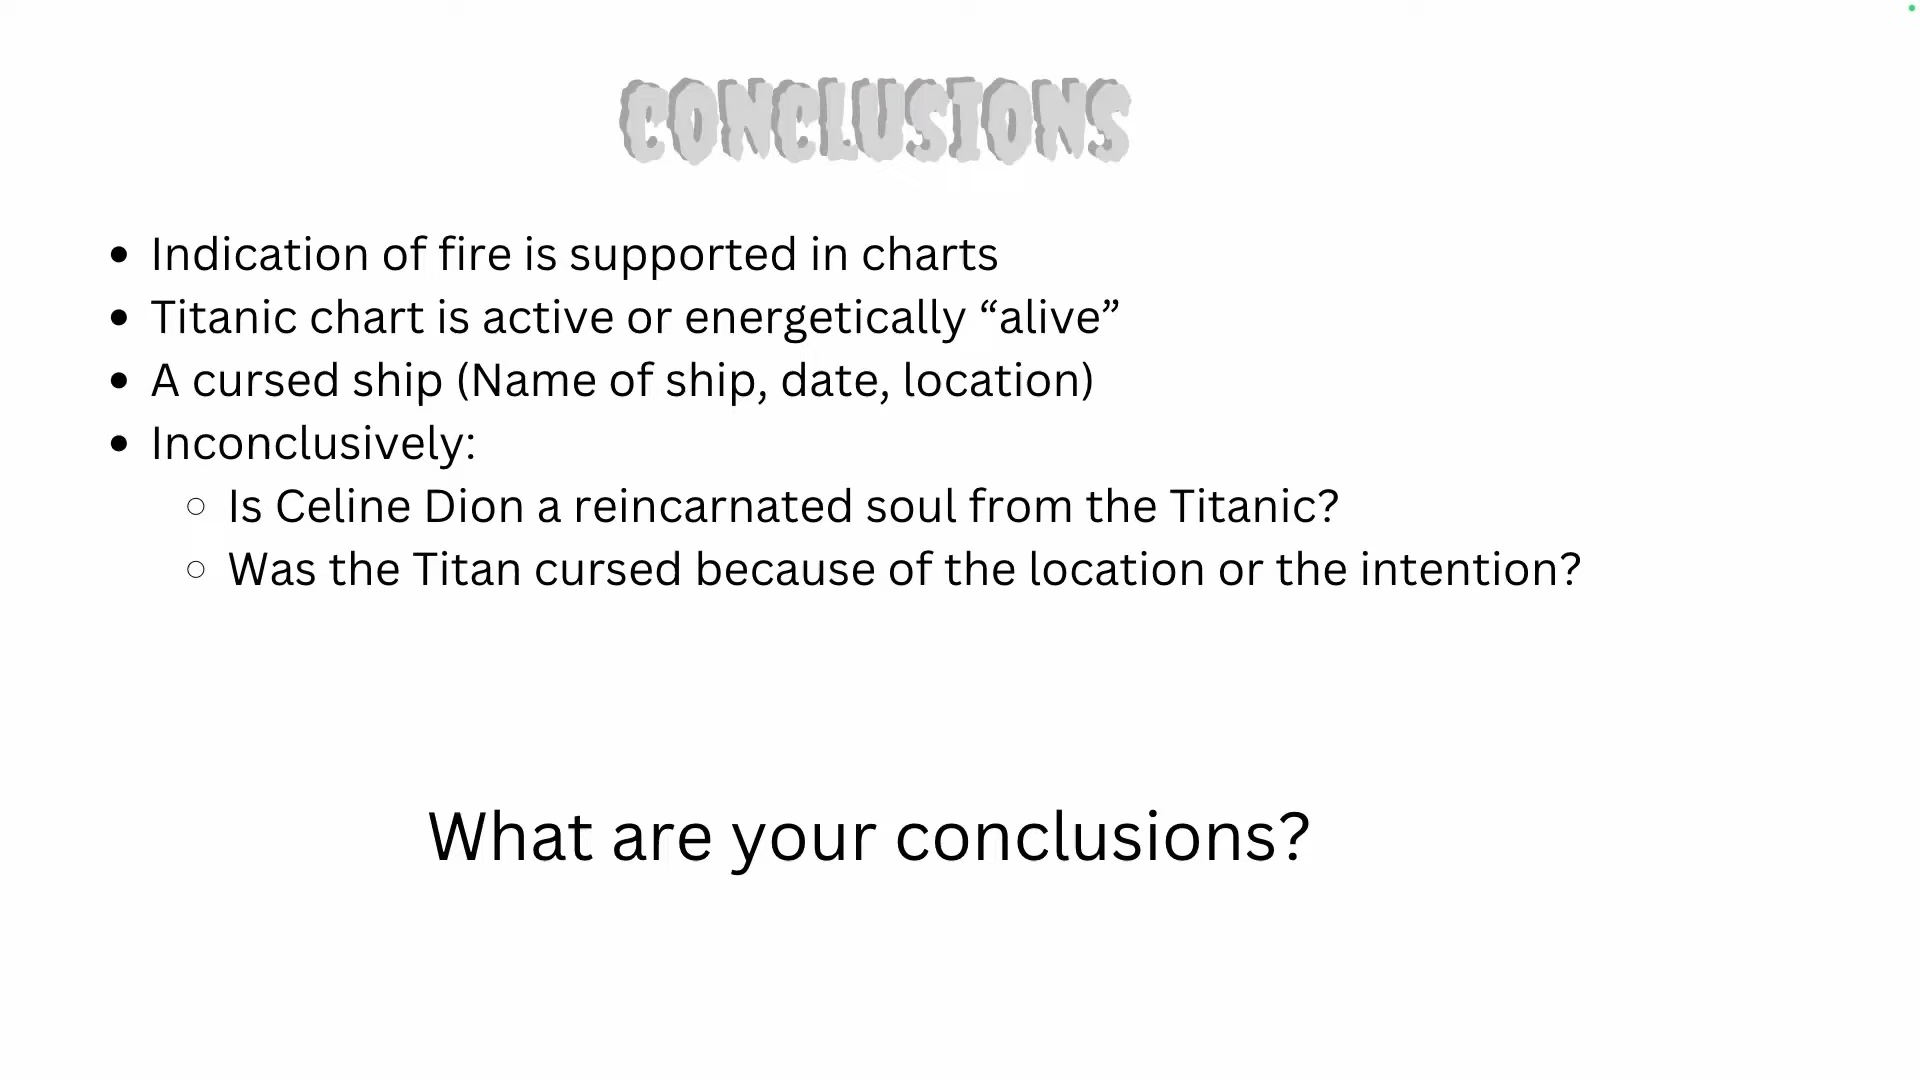 CONCLUSIONS
Indication of fire is supported in charts
Titanic chart is active or energetically “alive”
A cursed ship (Name of ship, date, location)
Inconclusively:
Is Celine Dion a reincarnated soul from the Titanic?
Was the Titan cursed because of the location or the intention?
What are your conclusions?